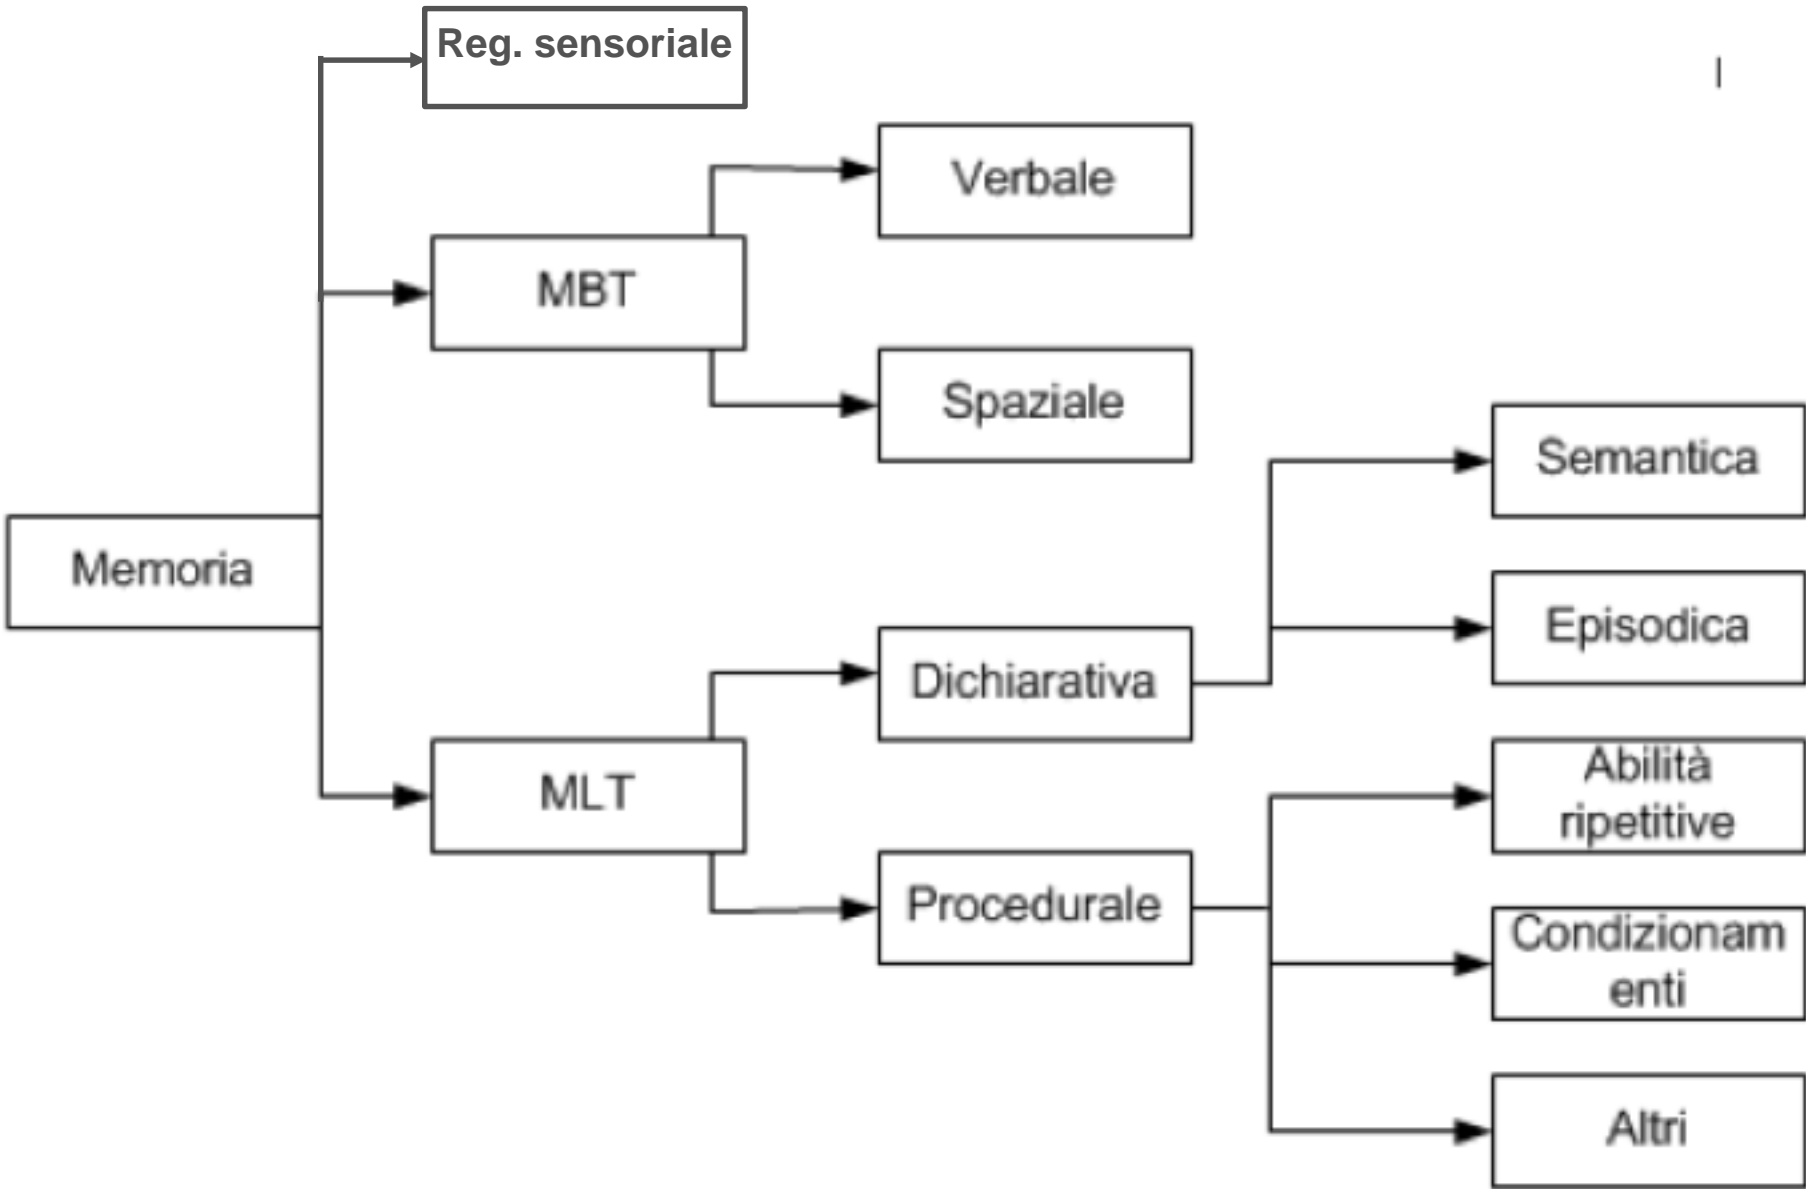 Reg. sensoriale
Verbale
MBT
Spaziale
Semantica
Memoria
Episodica
Dichiarativa
Abilità
ripetitive
MLT
Procedurale
Condizionam
enti
Altri